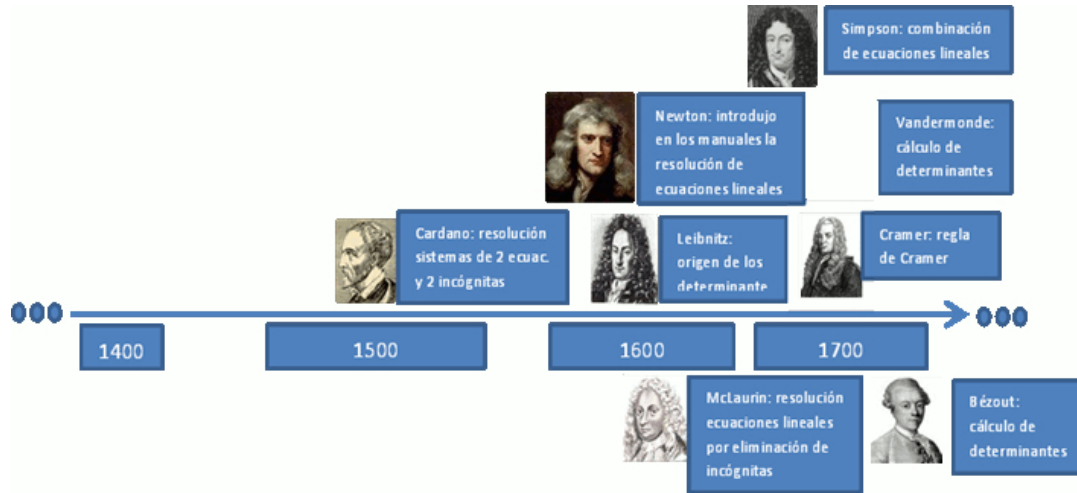 Simpson: combinación
de ecuaciones lineales
Newton: introdujo
en los manuales la
resolución de
ecuaciones lineales
Vandermonde:
cálculo de
determinantes
Cardano: resolución
sistemas de 2 ecuac.
y 2 incógnitas
Leibnitz:
origen de los
determinante
Cramer: regla
de Cramer
1400
1500
1600
1700
McLaurin: resolución
ecuaciones lineales
por eliminación de
incógnitas
Bézout:
cálculo de
determinantes